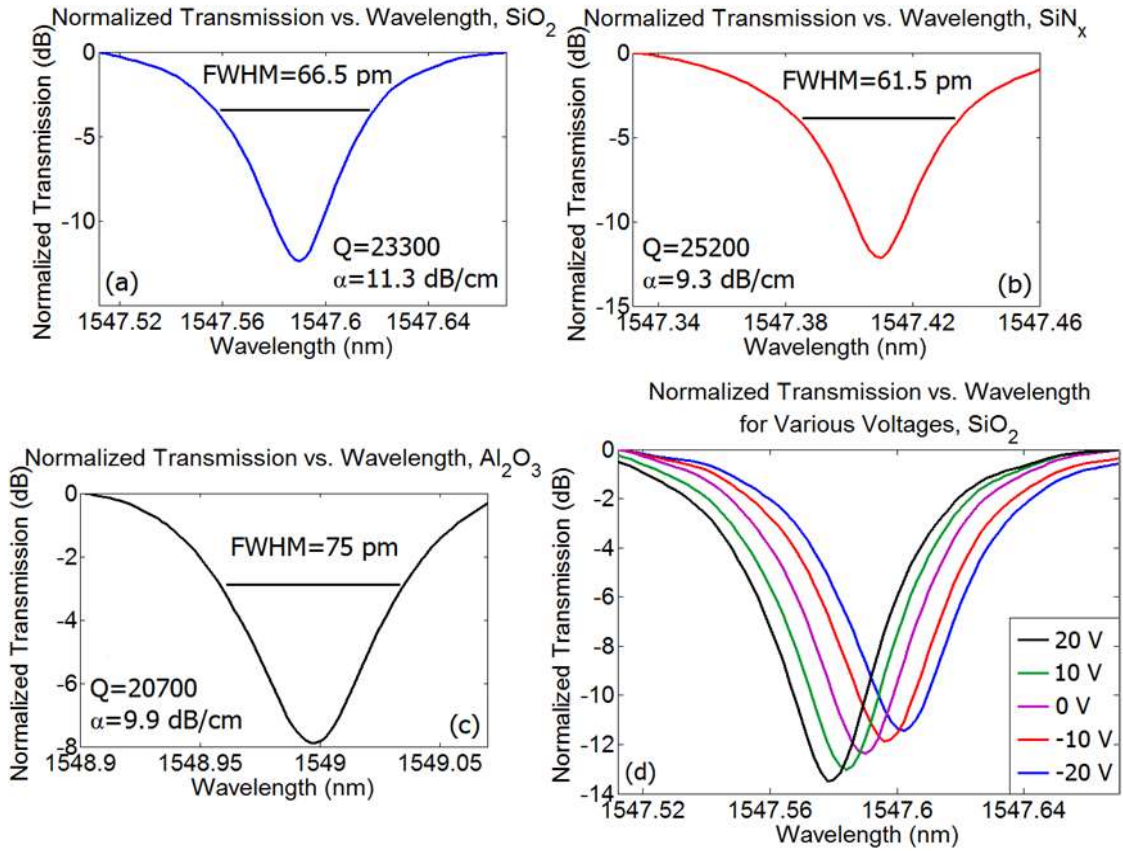 Normalized Transmission vs. Wavelength, SiO₂
Normalized Transmission (dB)
0
-5
-10
FWHM=66.5 pm
Q=23300
α=11.3 dB/cm
(a)
1547.52 1547.56 1547.6 1547.64
Wavelength (nm)
Normalized Transmission vs. Wavelength, SiNₓ
Normalized Transmission (dB)
0
-5
-10
-15
FWHM=61.5 pm
Q=25200
α=9.3 dB/cm
(b)
1547.34 1547.38 1547.42 1547.46
Wavelength (nm)
Normalized Transmission vs. Wavelength, Al₂O₃
Normalized Transmission (dB)
0
-2
-4
-6
-8
FWHM=75 pm
Q=20700
α=9.9 dB/cm
(c)
1548.9 1548.95 1549 1549.05
Wavelength (nm)
Normalized Transmission vs. Wavelength
for Various Voltages, SiO₂
Normalized Transmission (dB)
0
-2
-4
-6
-8
-10
-12
-14
20 V
10 V
0 V
-10 V
-20 V
(d)
1547.52 1547.56 1547.6 1547.64
Wavelength (nm)